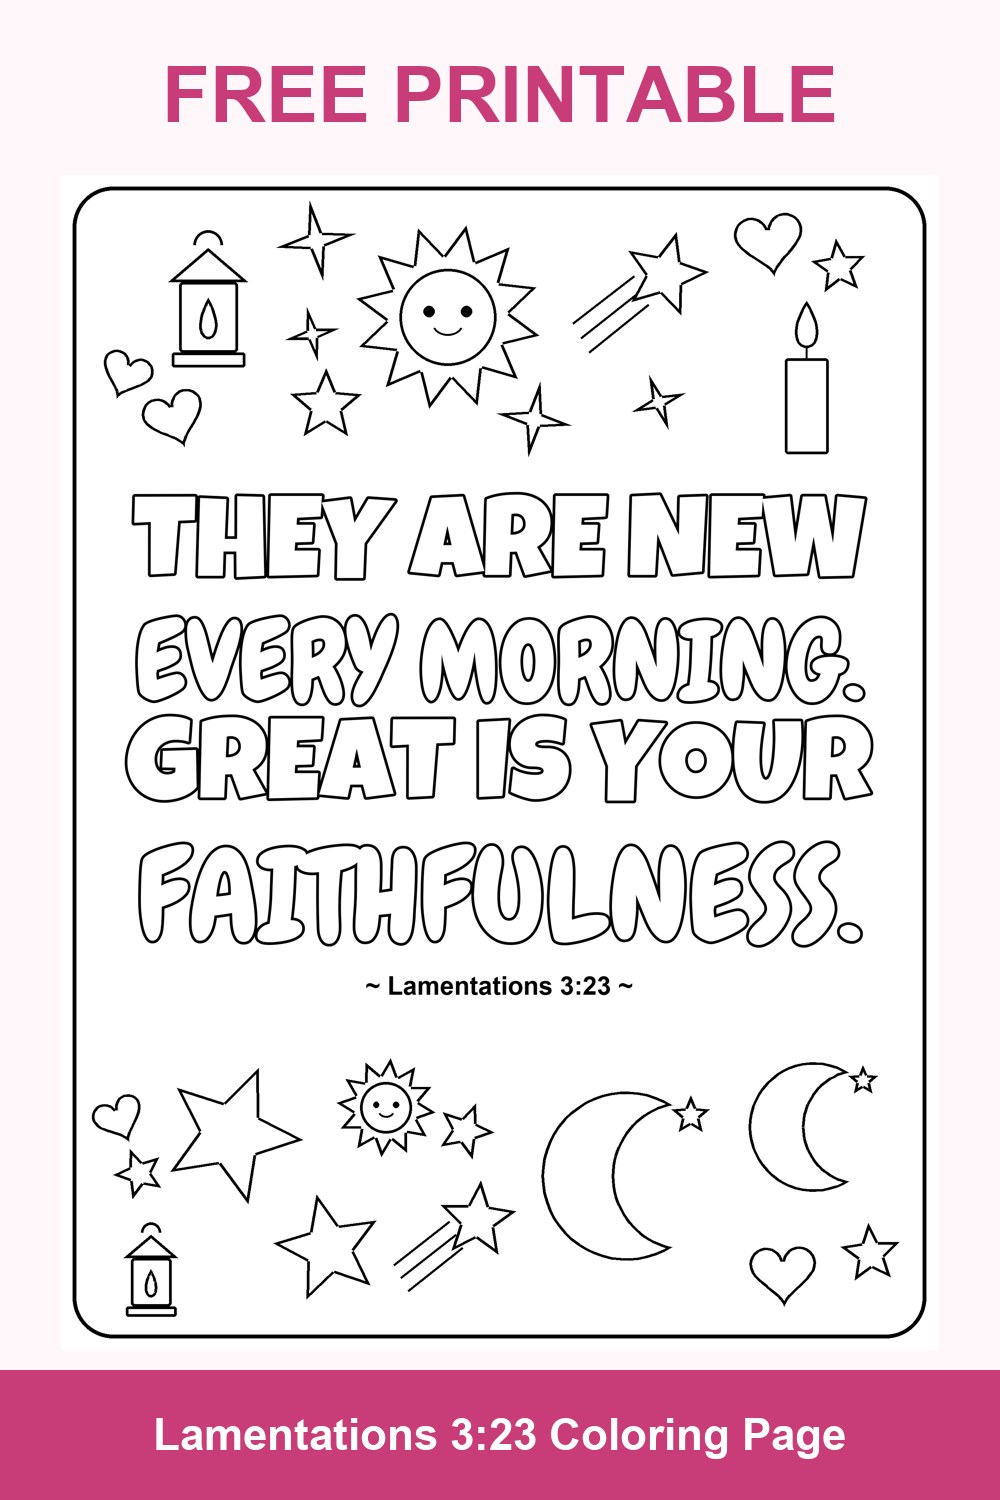 FREE PRINTABLE
THEY ARE NEW
EVERY MORNING.
GREAT IS YOUR
FAITHFULNESS.
~ Lamentations 3:23 ~
Lamentations 3:23 Coloring Page